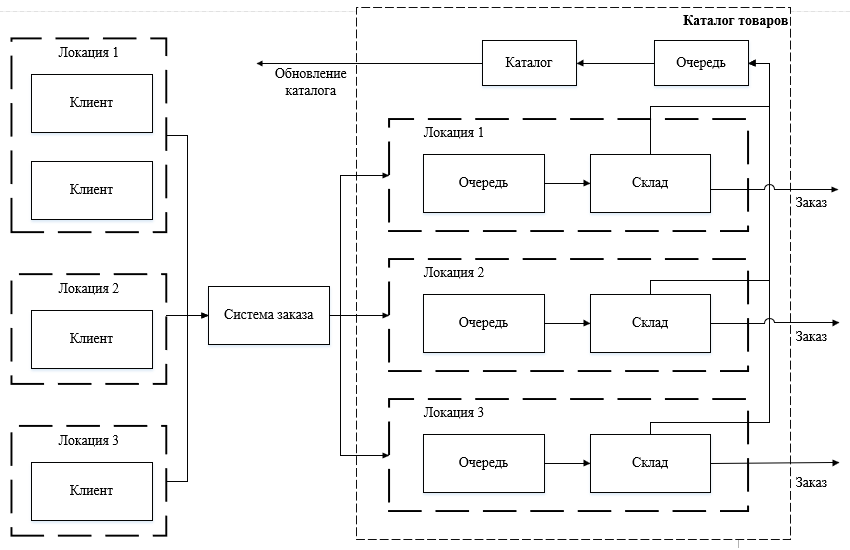 Каталог товаров
Локация 1
Клиент
Клиент
Локация 2
Клиент
Локация 3
Клиент
Система заказа
Обновление
каталога
Каталог
Очередь
Локация 1
Очередь
Склад
Заказ
Локация 2
Очередь
Склад
Заказ
Локация 3
Очередь
Склад
Заказ